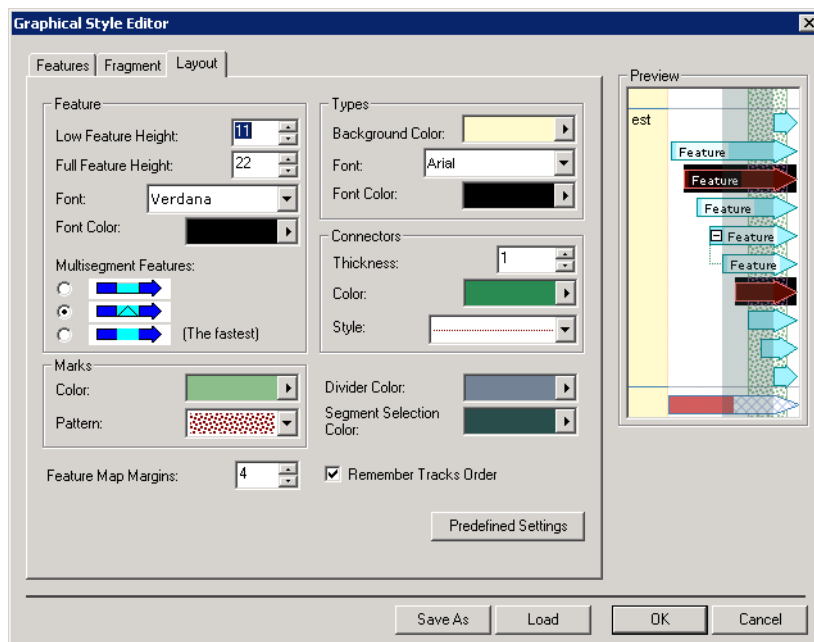 Graphical Style Editor
Features
Fragment
Layout
Feature
Low Feature Height:
11
Full Feature Height:
22
Font:
Verdana
Font Color:
Multisegment Features:
(The fastest)
Types
Background Color:
Font:
Arial
Font Color:
Connectors
Thickness:
1
Color:
Style:
Marks
Color:
Pattern:
Divider Color:
Segment Selection
Color:
Feature Map Margins:
4
Remember Tracks Order
Predefined Settings
Preview
est
Feature
Feature
Feature
Feature
Feature
Save As
Load
OK
Cancel